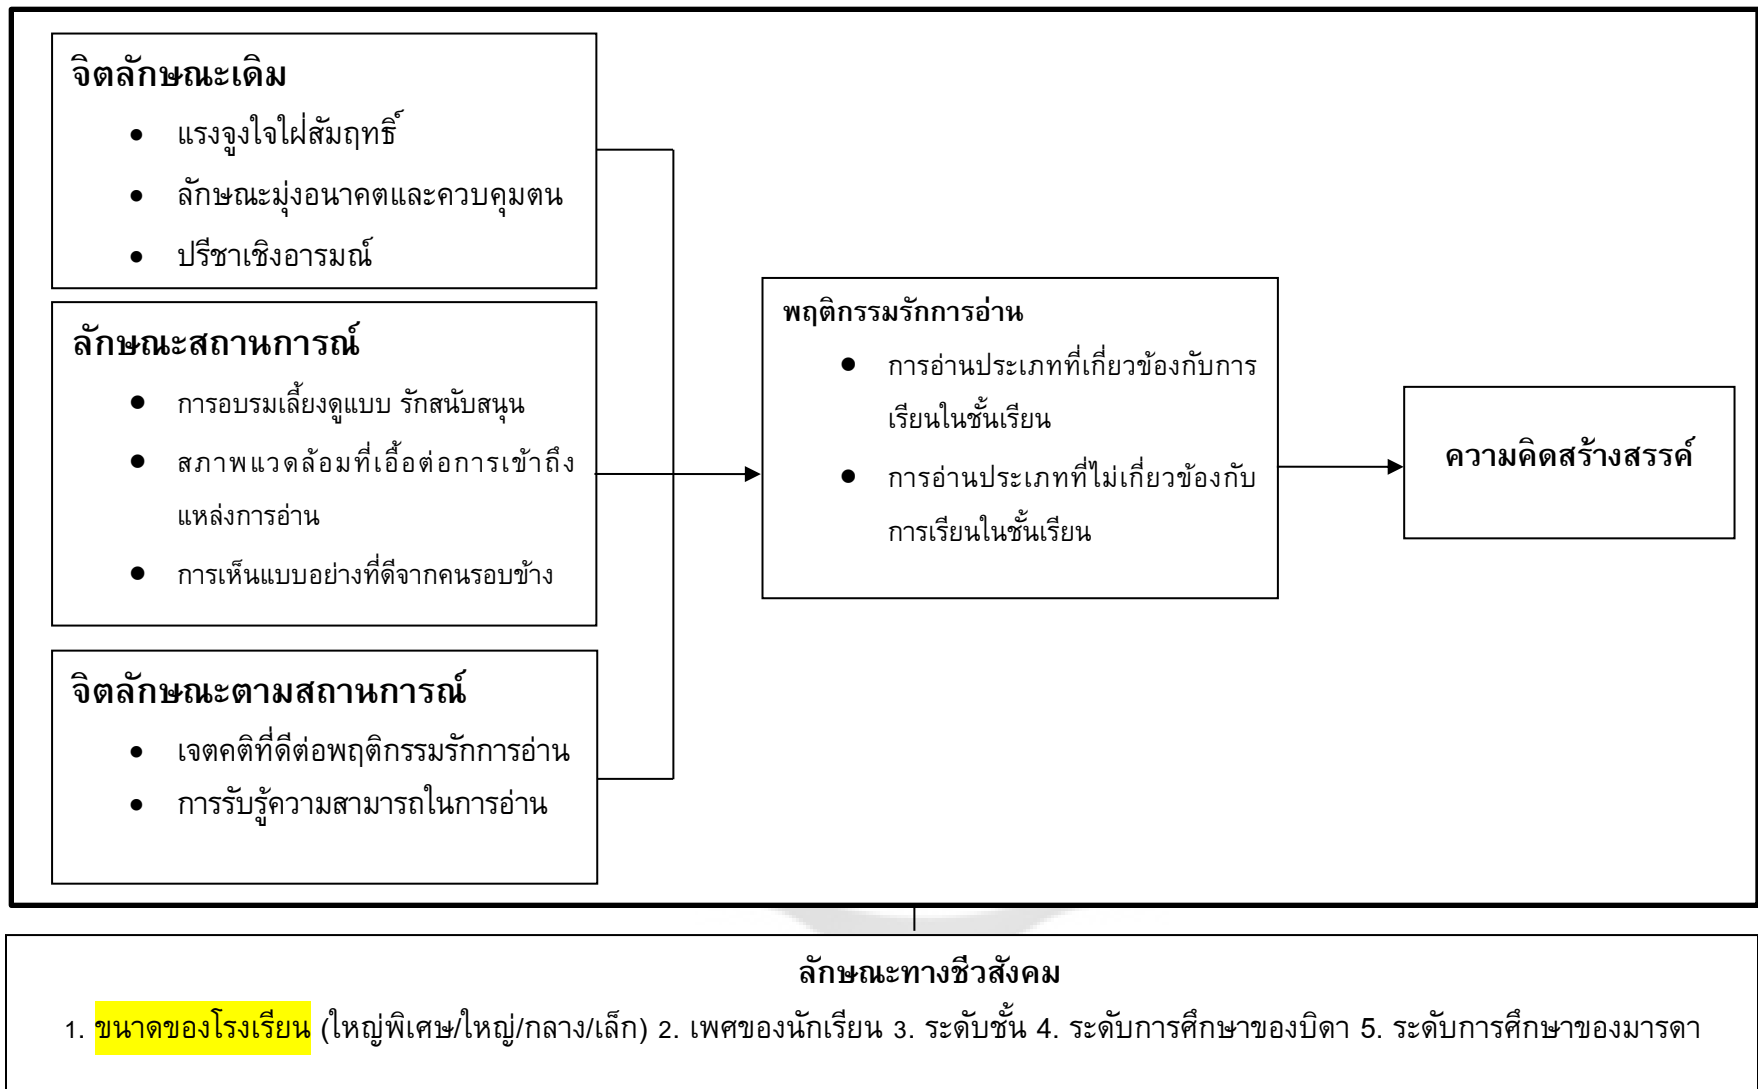 จิตลักษณะเดิม
● แรงจูงใจใฝ่สัมฤทธิ์
● ลักษณะมุ่งอนาคตและควบคุมตน
● ปรีชาเชิงอารมณ์
ลักษณะสถานการณ์
● การอบรมเลี้ยงดูแบบ รักสนับสนุน
● สภาพแวดล้อมที่เอื้อต่อการเข้าถึง
แหล่งการอ่าน
● การเห็นแบบอย่างที่ดีจากคนรอบข้าง
จิตลักษณะตามสถานการณ์
● เจตคติที่ดีต่อพฤติกรรมรักการอ่าน
● การรับรู้ความสามารถในการอ่าน
พฤติกรรมรักการอ่าน
● การอ่านประเภทที่เกี่ยวข้องกับการ
เรียนในชั้นเรียน
● การอ่านประเภทที่ไม่เกี่ยวข้องกับ
การเรียนในชั้นเรียน
ความคิดสร้างสรรค์
ลักษณะทางชีวสังคม
1. ขนาดของโรงเรียน (ใหญ่พิเศษ/ใหญ่/กลาง/เล็ก) 2. เพศของนักเรียน 3. ระดับชั้น 4. ระดับการศึกษาของบิดา 5. ระดับการศึกษาของมารดา